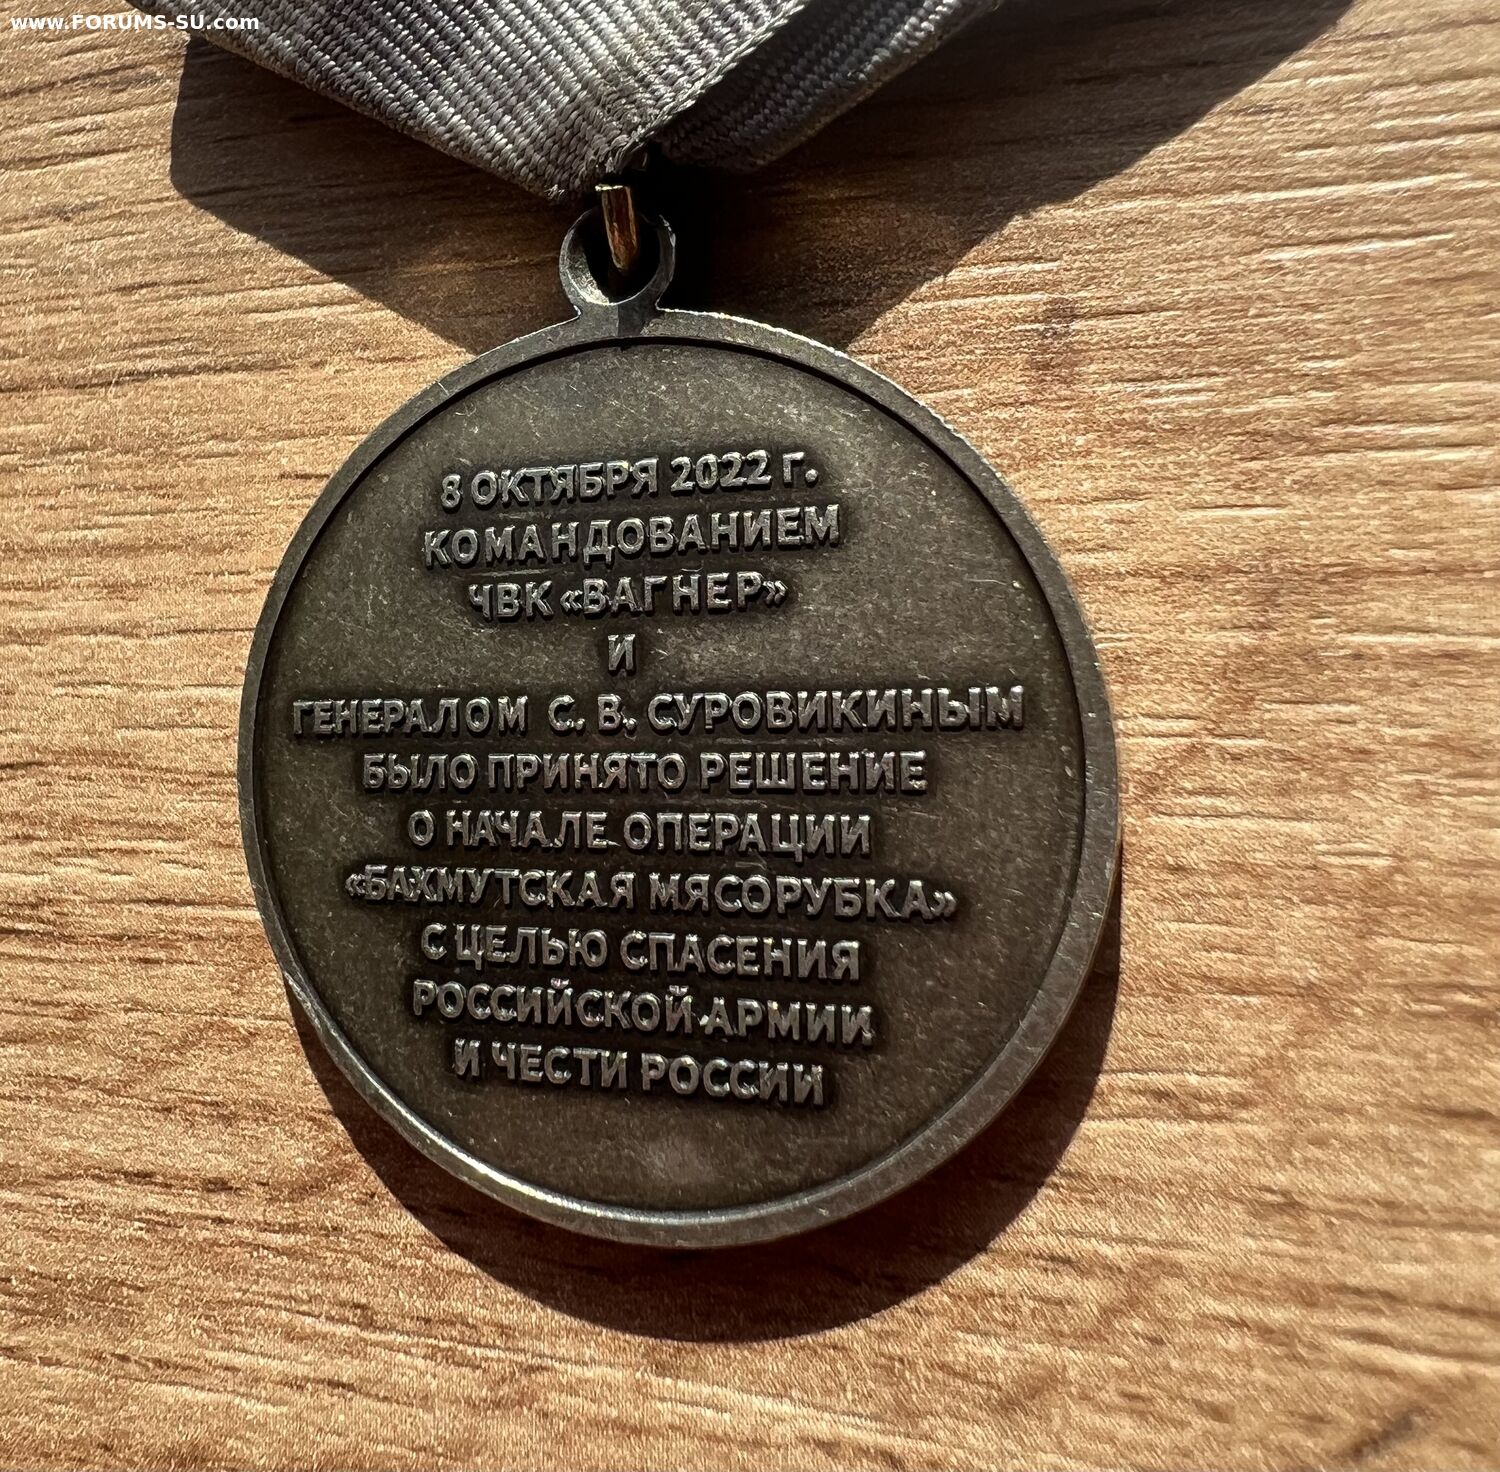 www.FORUMS-SU.com
8 ОКТЯБРЯ 2022 Г.
КОМАНДОВАНИЕМ
ЧВК «ВАГНЕР»
И
ГЕНЕРАЛОМ С. В. СУРОВИКИНЫМ
БЫЛО ПРИНЯТО РЕШЕНИЕ
О НАЧАЛЕ ОПЕРАЦИИ
«БАХМУТСКАЯ МЯСОРУБКА»
С ЦЕЛЬЮ СПАСЕНИЯ
РОССИЙСКОЙ АРМИИ
И ЧЕСТИ РОССИИ